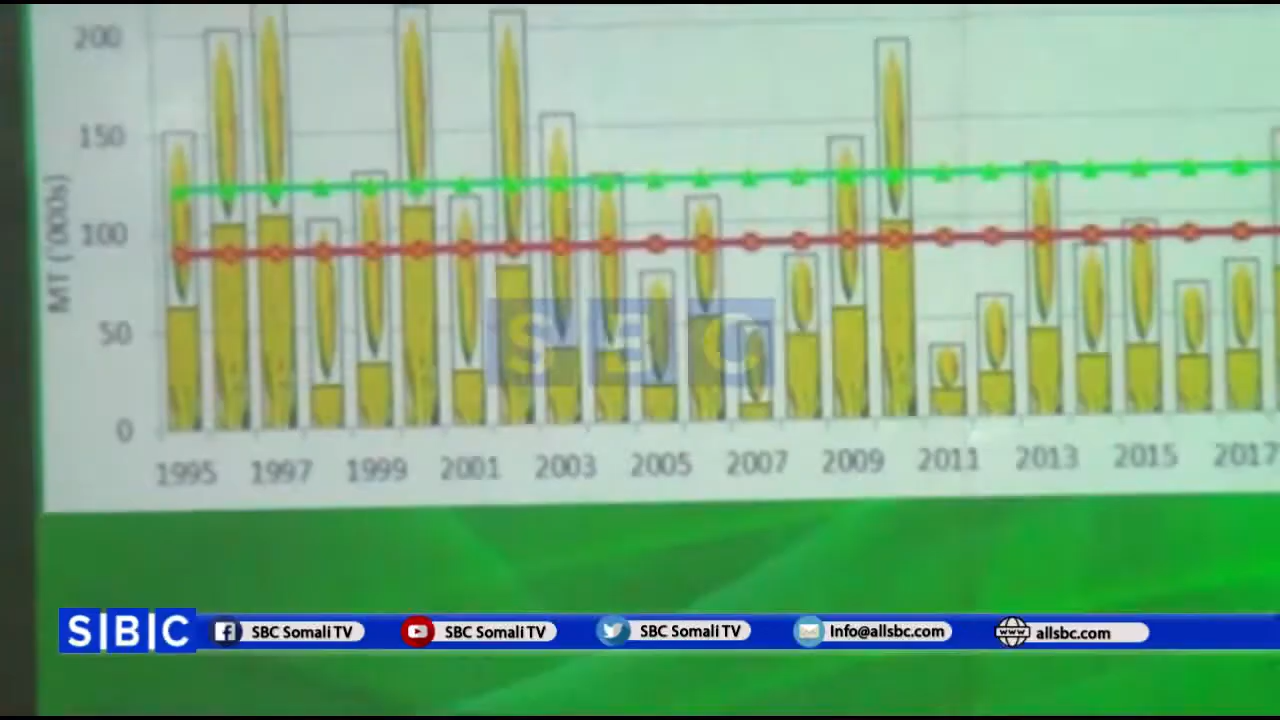 200
150
100
50
0
MT ('000s)
1995 1997 1999 2001 2003 2005 2007 2009 2011 2013 2015 2017
SBC
S|B|C SBC Somali TV SBC Somali TV SBC Somali TV Info@allsbc.com www allsbc.com